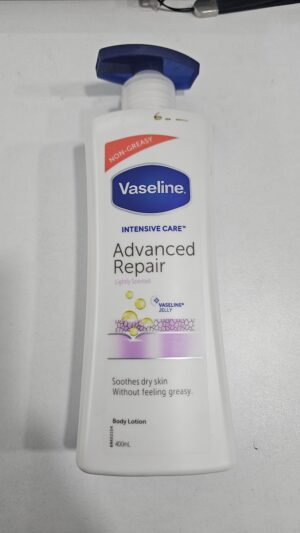 NON-GREASY
Vaseline.
INTENSIVE CARE™
Advanced
Repair
Lightly Scented
VASELINE®
JELLY
Soothes dry skin
Without feeling greasy.
Body Lotion
400mL